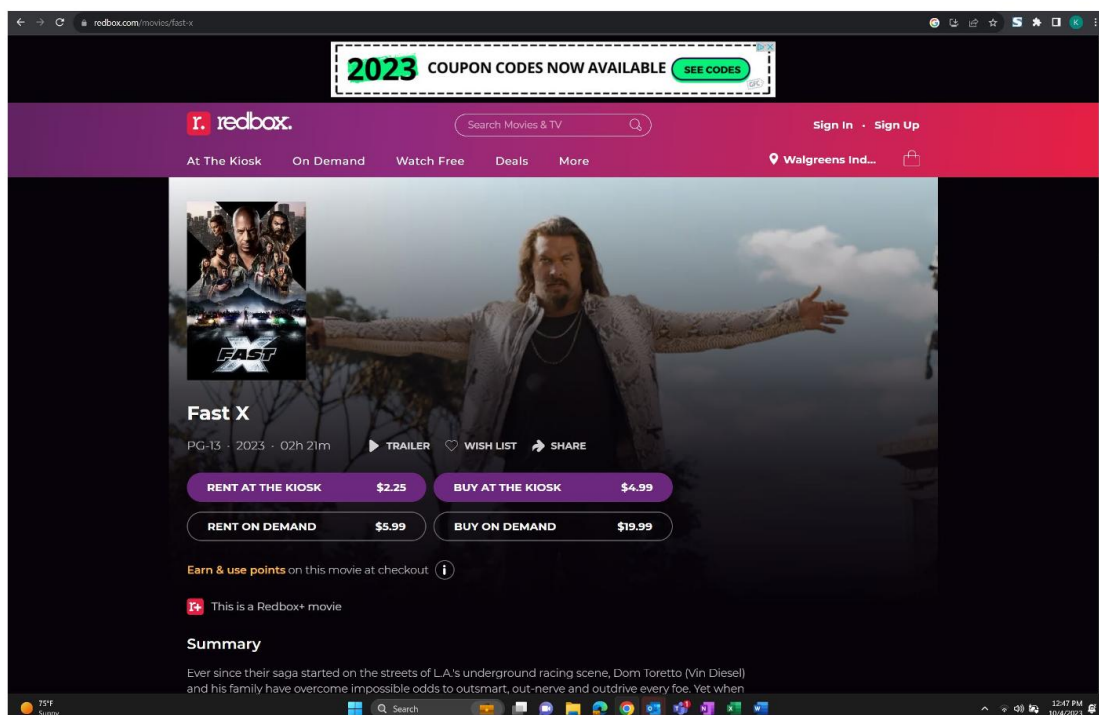 redbox.com/movies/fast-x
2023 COUPON CODES NOW AVAILABLE SEE CODES
r. redbox.
Search Movies & TV
Sign In · Sign Up
At The Kiosk On Demand Watch Free Deals More
Walgreens Ind...
FAST X
Fast X
PG-13 · 2023 · 02h 21m TRAILER WISH LIST SHARE
RENT AT THE KIOSK $2.25 BUY AT THE KIOSK $4.99
RENT ON DEMAND $5.99 BUY ON DEMAND $19.99
Earn & use points on this movie at checkout i
r+ This is a Redbox+ movie
Summary
Ever since their saga started on the streets of L.A.'s underground racing scene, Dom Toretto (Vin Diesel)
and his family have overcome impossible odds to outsmart, out-nerve and outdrive every foe. Yet when
75°F
Sunny
Search
12:47 PM
10/4/2023